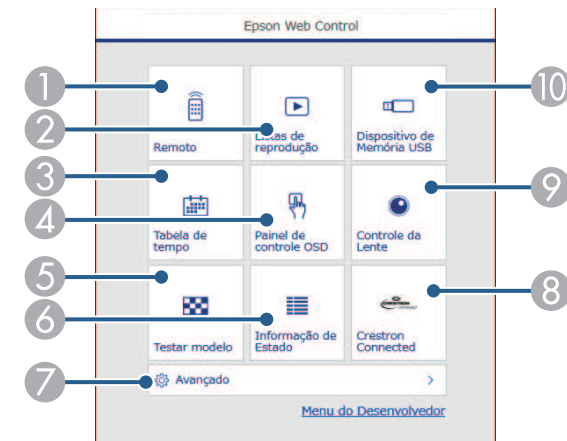 Epson Web Control
1
2
10
Remoto
Listas de
reprodução
Dispositivo de
Memória USB
3
4
9
Tabela de
tempo
Painel de
controle OSD
Controle da
Lente
5
6
8
CRESTRON
Testar modelo
Informação de
Estado
Crestron
Connected
7
Avançado
>
Menu do Desenvolvedor